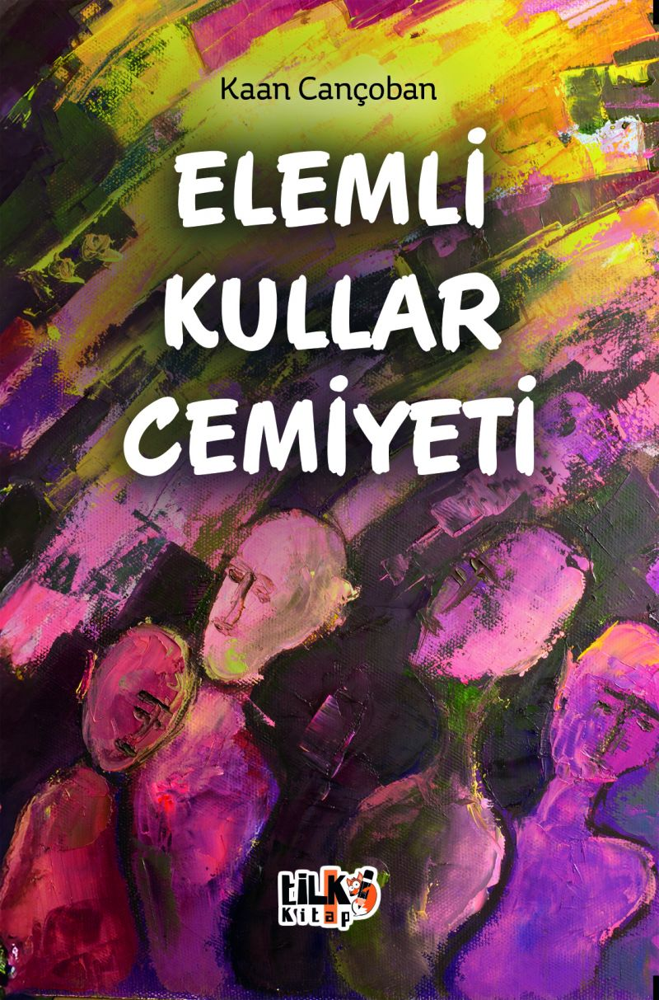 Kaan Cançoban
ELEMLİ
KULLAR
CEMİYETİ
tiLKi
Kitap